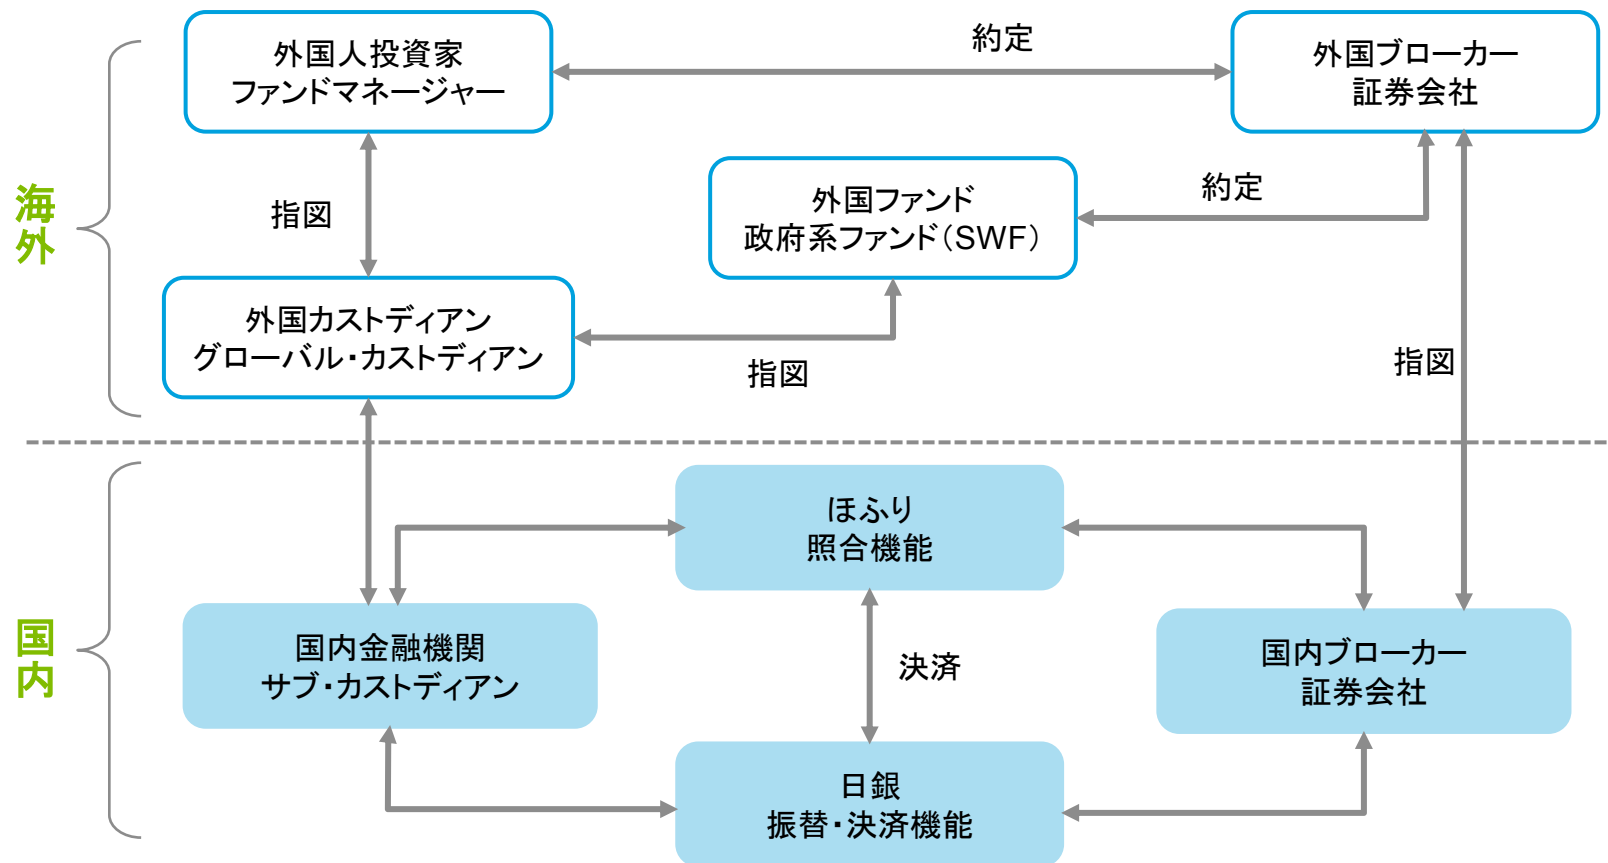 海外
外国人投資家
ファンドマネージャー
約定
外国ブローカー
証券会社
指図
外国ファンド
政府系ファンド（SWF）
約定
外国カストディアン
グローバル・カストディアン
指図
指図
国内
ほふり
照合機能
国内金融機関
サブ・カストディアン
決済
国内ブローカー
証券会社
日銀
振替・決済機能